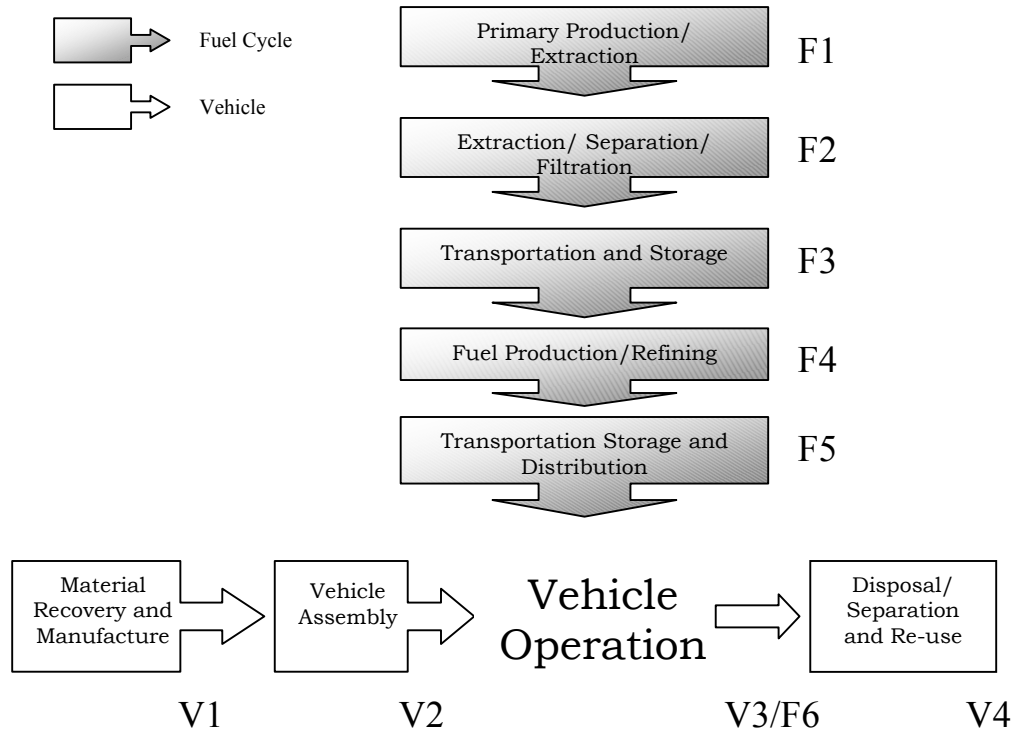 Fuel Cycle
Vehicle
Primary Production/
Extraction
F1
Extraction/ Separation/
Filtration
F2
Transportation and Storage
F3
Fuel Production/Refining
F4
Transportation Storage and
Distribution
F5
Material
Recovery and
Manufacture
Vehicle
Assembly
Vehicle
Operation
Disposal/
Separation
and Re-use
V1
V2
V3/F6
V4